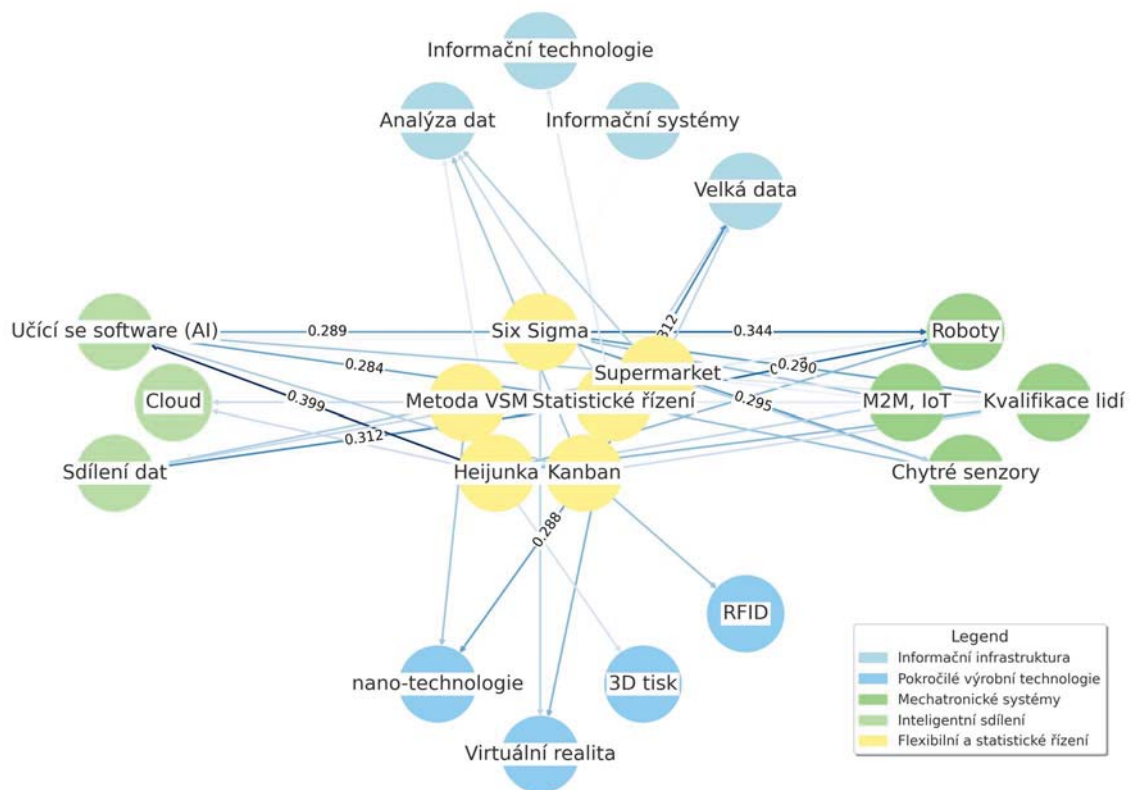 Informační technologie
Analýza dat
Informační systémy
Velká data
Učící se software (AI)
0.289
Six Sigma
0.344
Roboty
0.284
Supermarket
0.290
Cloud
0.399
Metoda VSM
Statistické řízení
0.295
M2M, IoT
Kvalifikace lidí
Sdílení dat
0.312
Heijunka
Kanban
Chytré senzory
0.288
RFID
nano-technologie
3D tisk
Virtuální realita
Legend
Informační infrastruktura
Pokročilé výrobní technologie
Mechatronické systémy
Inteligentní sdílení
Flexibilní a statistické řízení